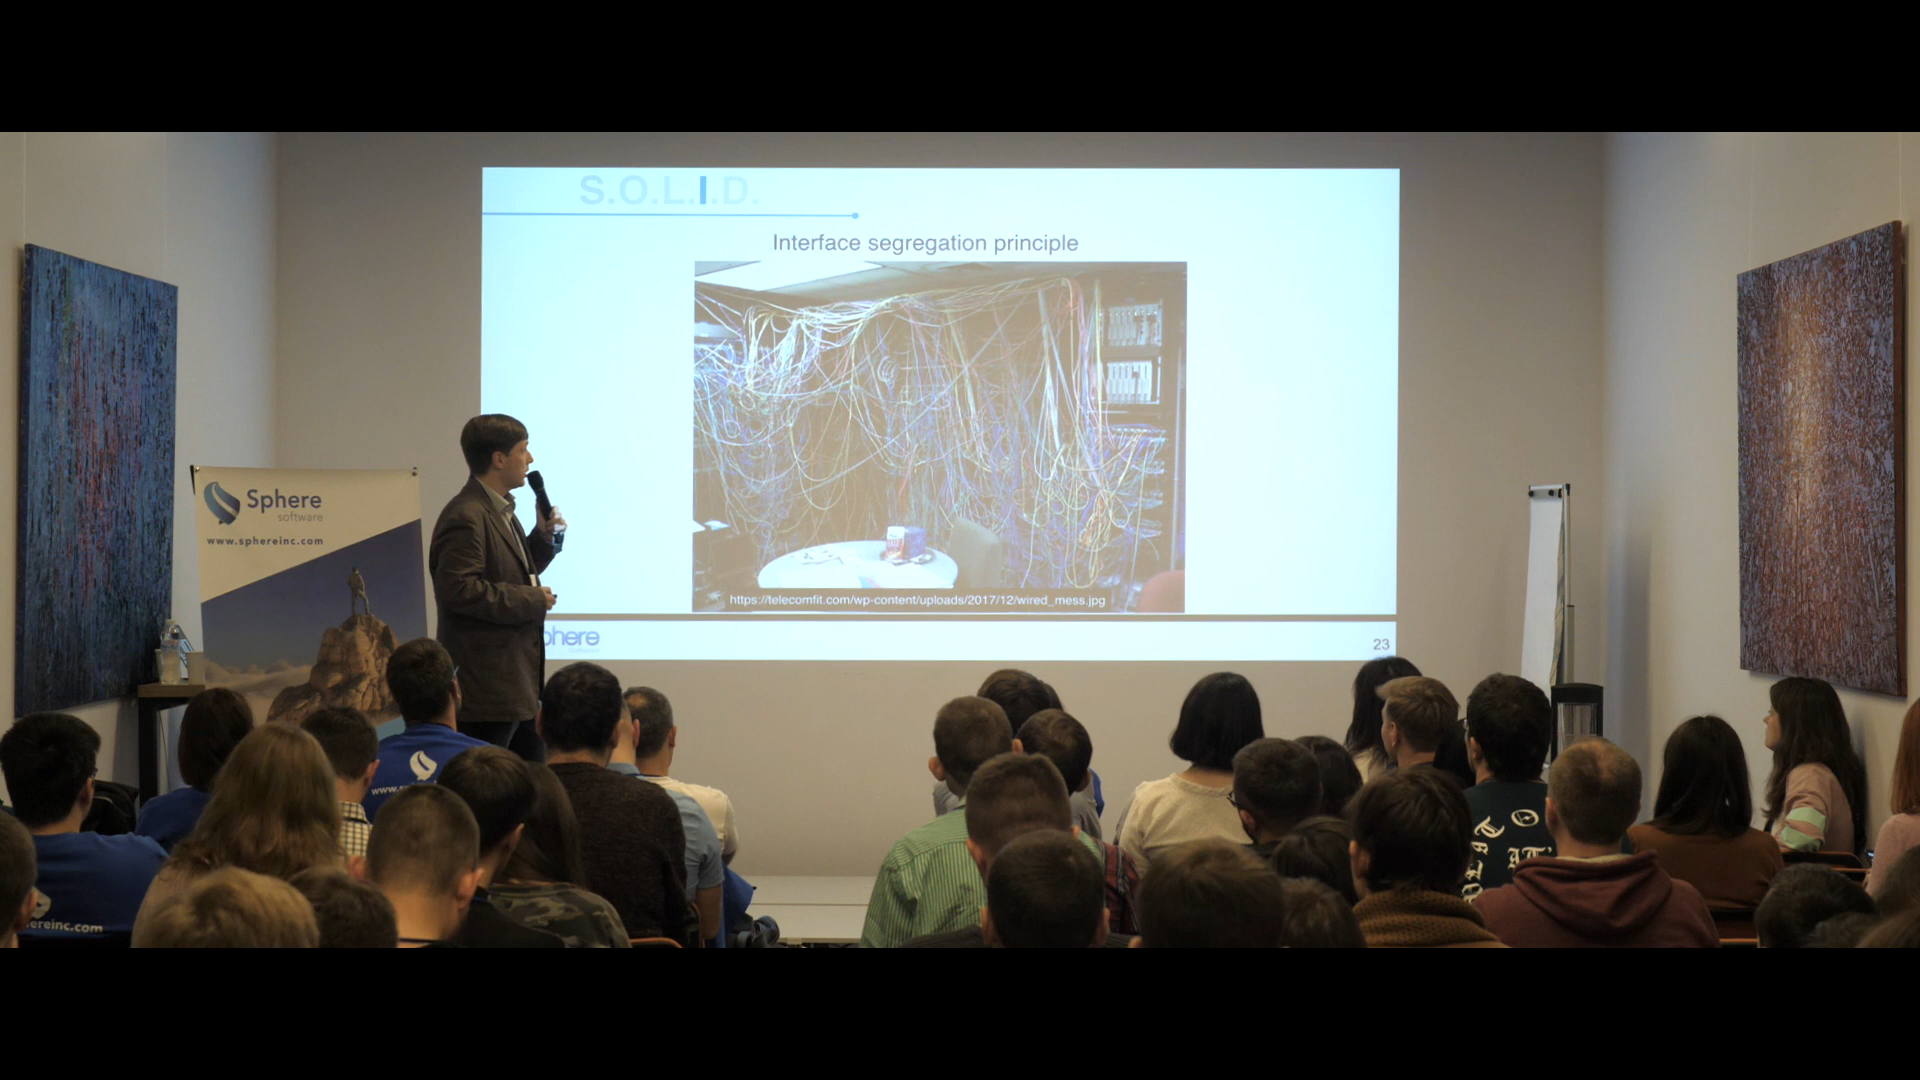 S.O.L.I.D.
Interface segregation principle
https://telecomfit.com/wp-content/uploads/2017/12/wired_mess.jpg
23
Sphere
software
www.sphereinc.com